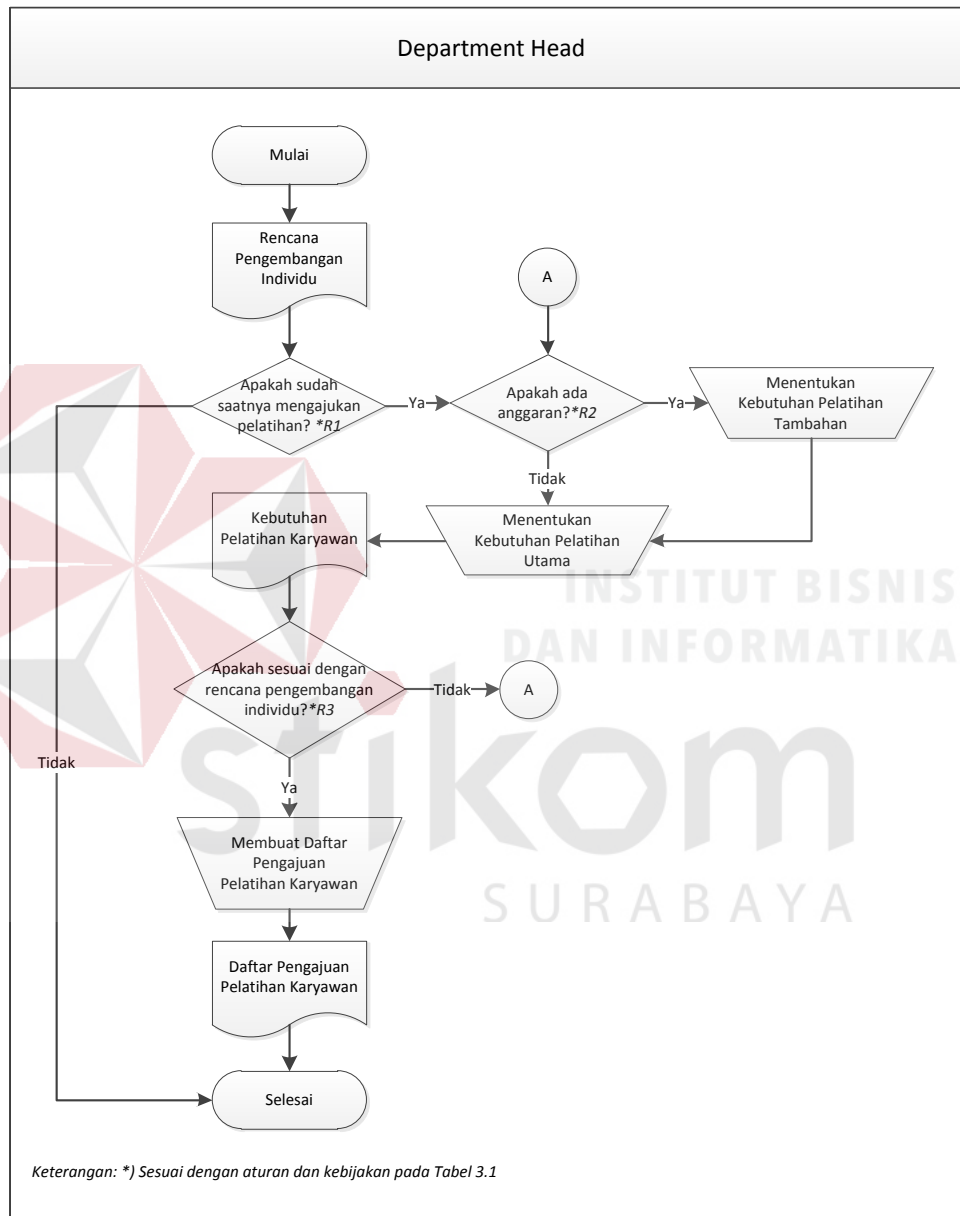 Department Head
Mulai
Rencana
Pengembangan
Individu
A
Apakah sudah
saatnya mengajukan
pelatihan? *R1
Ya
Apakah ada
anggaran?*R2
Ya
Menentukan
Kebutuhan Pelatihan
Tambahan
Tidak
Kebutuhan
Pelatihan Karyawan
Menentukan
Kebutuhan Pelatihan
Utama
INSTITUT BISNIS
DAN INFORMATIKA
Apakah sesuai dengan
rencana pengembangan
individu?*R3
Tidak
A
Tidak
Ya
stikom
SURABAYA
Membuat Daftar
Pengajuan
Pelatihan Karyawan
Daftar Pengajuan
Pelatihan Karyawan
Selesai
Keterangan: *) Sesuai dengan aturan dan kebijakan pada Tabel 3.1